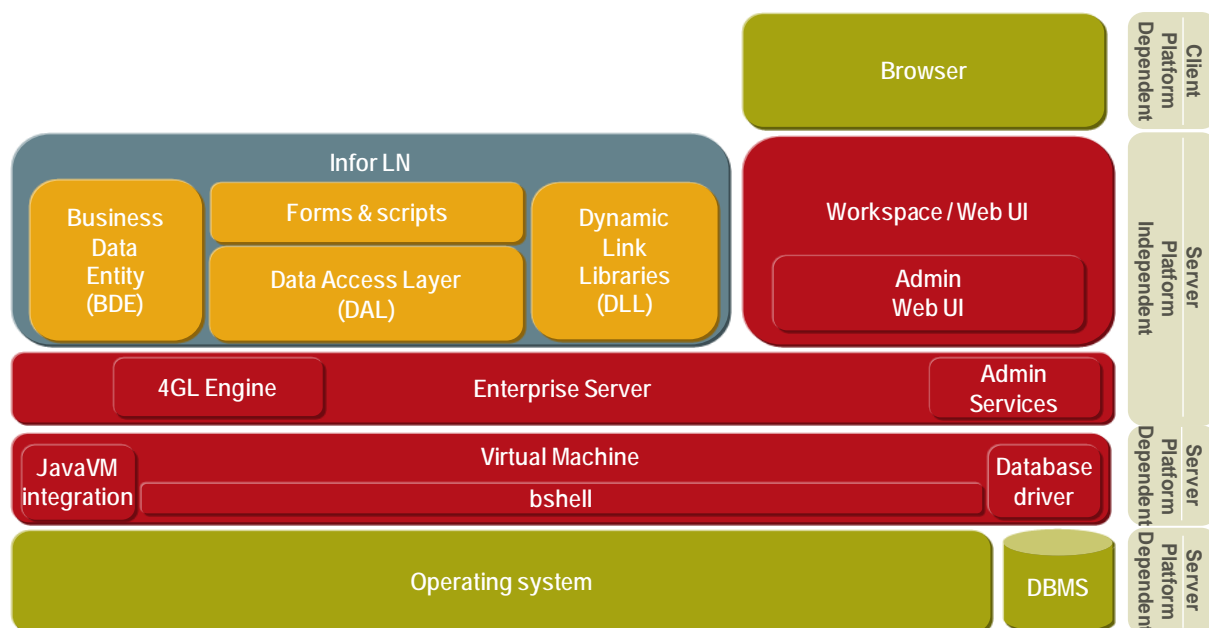 Browser
Client
Platform
Dependent
Infor LN
Business
Data
Entity
(BDE)
Forms & scripts
Data Access Layer
(DAL)
Dynamic
Link
Libraries
(DLL)
Workspace / Web UI
Admin
Web UI
Server
Platform
Independent
4GL Engine
Enterprise Server
Admin
Services
JavaVM
integration
Virtual Machine
bshell
Database
driver
Server
Platform
Dependent
Operating system
DBMS
Server
Platform
Dependent